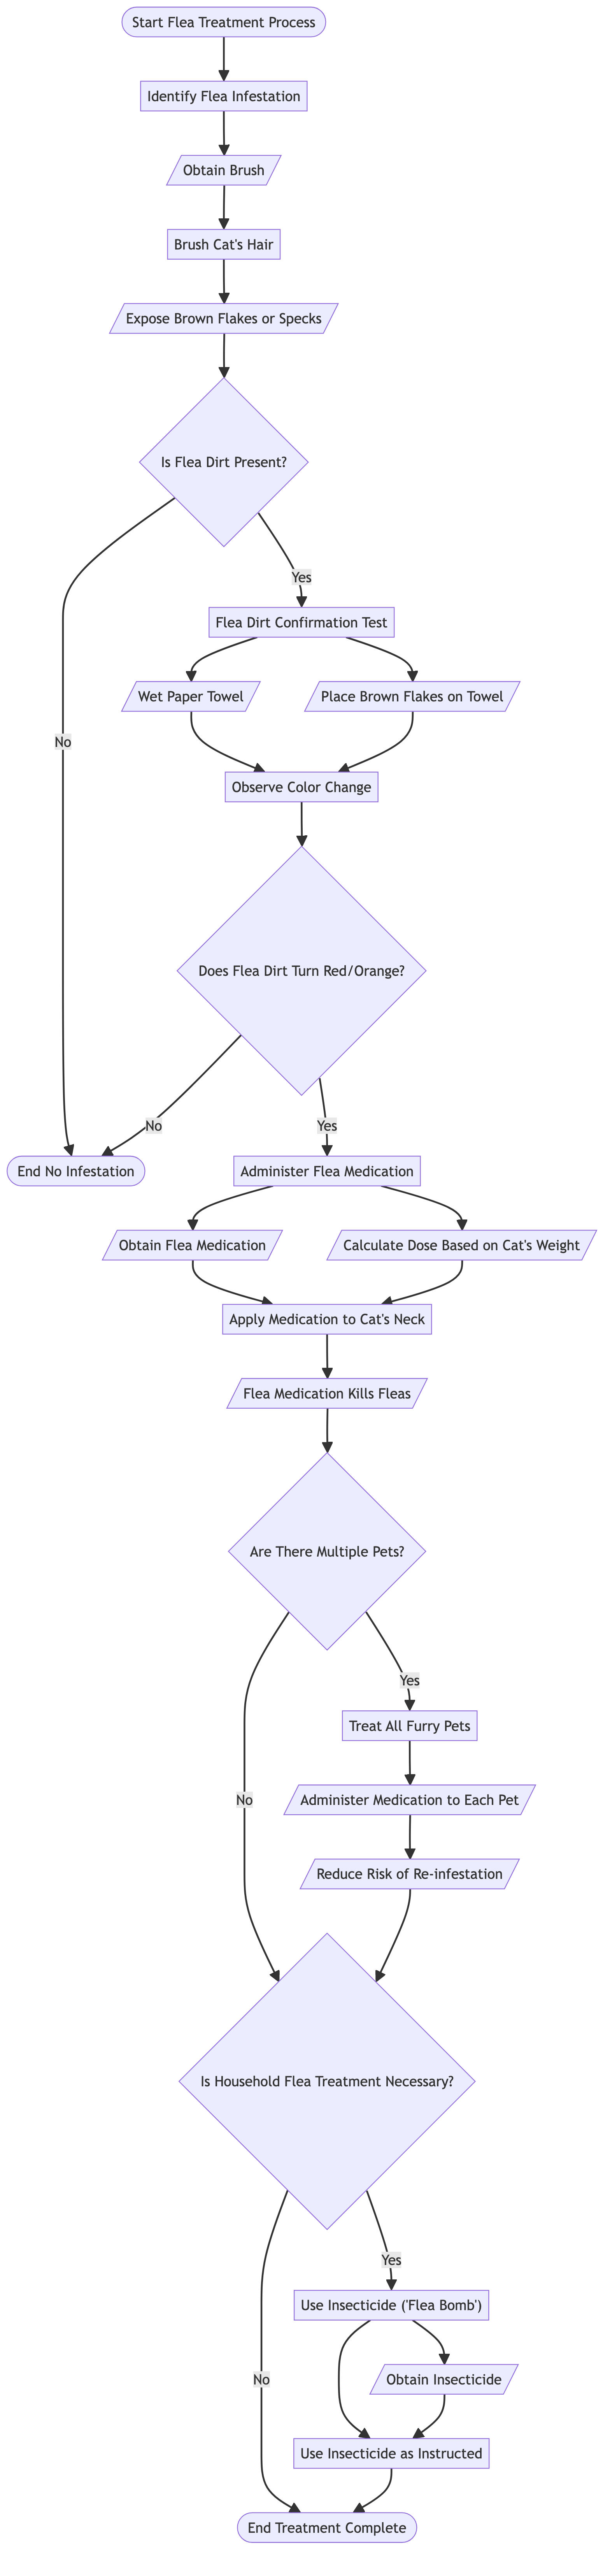 Start Flea Treatment Process
Identify Flea Infestation
Obtain Brush
Brush Cat's Hair
Expose Brown Flakes or Specks
Is Flea Dirt Present?
Yes
Flea Dirt Confirmation Test
Wet Paper Towel
Place Brown Flakes on Towel
No
Observe Color Change
Does Flea Dirt Turn Red/Orange?
No
Yes
End No Infestation
Administer Flea Medication
Obtain Flea Medication
Calculate Dose Based on Cat's Weight
Apply Medication to Cat's Neck
Flea Medication Kills Fleas
Are There Multiple Pets?
Yes
Treat All Furry Pets
No
Administer Medication to Each Pet
Reduce Risk of Re-infestation
Is Household Flea Treatment Necessary?
Yes
Use Insecticide ('Flea Bomb')
No
Obtain Insecticide
Use Insecticide as Instructed
End Treatment Complete